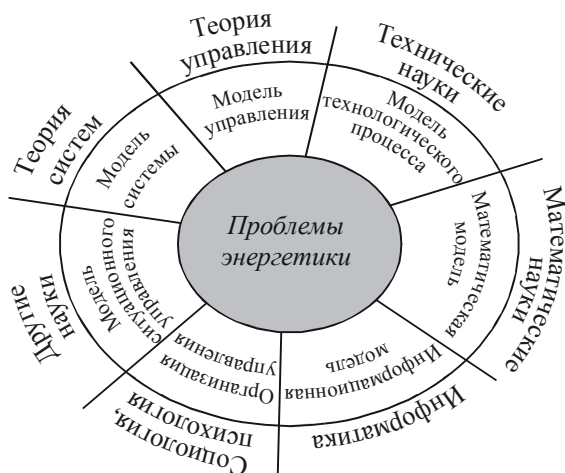 Теория
управления
Модель
управления
Технические
науки
Модель
технологического
процесса
Математические
науки
Математическая
модель
Информатика
Информационная
модель
Социология,
психология
Организация
управления
Другие
науки
Модель
ситуационного
управления
Теория
систем
Модель
системы
Проблемы
энергетики